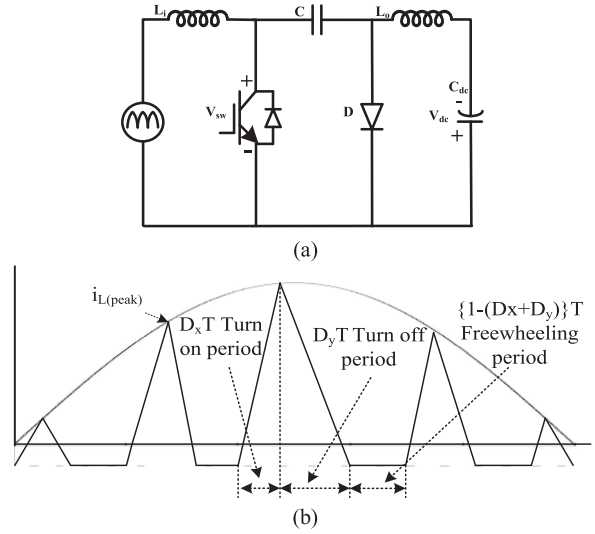 Li
C
Lo
+
Vsw
-
D
Cdc
-
Vdc
+
(a)
iL(peak)
DxT Turn
on period
DyT Turn off
period
{1-(Dx+Dy)}T
Freewheeling
period
(b)